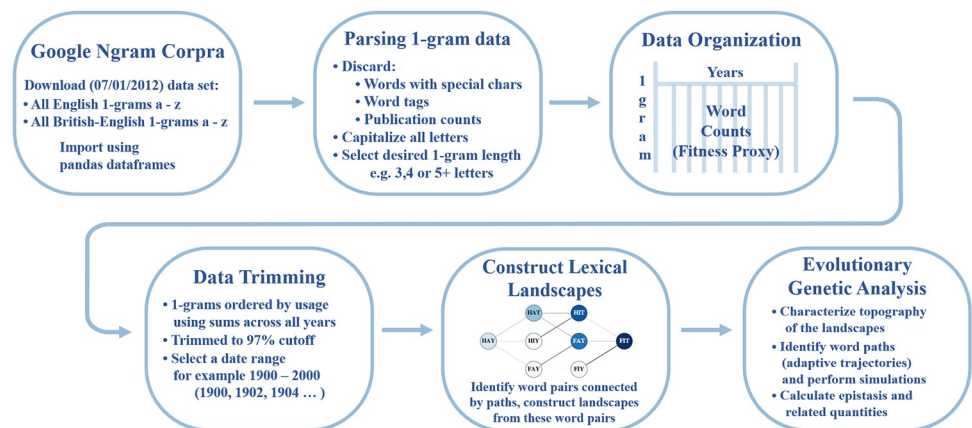 Google Ngram Corpra
Download (07/01/2012) data set:
• All English 1-grams a - z
• All British-English 1-grams a - z
Import using
pandas dataframes
Parsing 1-gram data
• Discard:
• Words with special chars
• Word tags
• Publication counts
• Capitalize all letters
• Select desired 1-gram length
e.g. 3,4 or 5+ letters
Data Organization
1
g
r
a
m
Years
Word
Counts
(Fitness Proxy)
Data Trimming
• 1-grams ordered by usage
using sums across all years
• Trimmed to 97% cutoff
• Select a date range
for example 1900 – 2000
(1900, 1902, 1904 … )
Construct Lexical
Landscapes
HAT HIT
HAY HIY FAT FIT
FAY FIY
Identify word pairs connected
by paths, construct landscapes
from these word pairs
Evolutionary
Genetic Analysis
• Characterize topography
of the landscapes
• Identify word paths
(adaptive trajectories)
and perform simulations
• Calculate epistasis and
related quantities